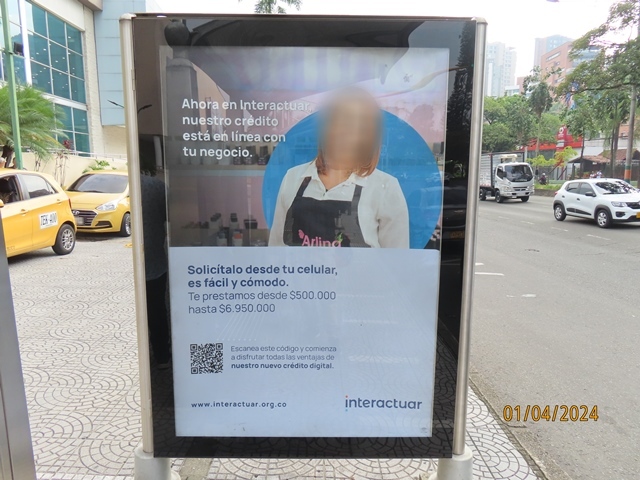 Ahora en Interactuar,
nuestro crédito
está en línea con
tu negocio.
Solicítalo desde tu celular,
es fácil y cómodo.
Te prestamos desde $500.000
hasta $6.950.000
Escanea este código y comienza
a disfrutar todas las ventajas de
nuestro nuevo crédito digital.
www.interactuar.org.co
interactuar
01/04/2024